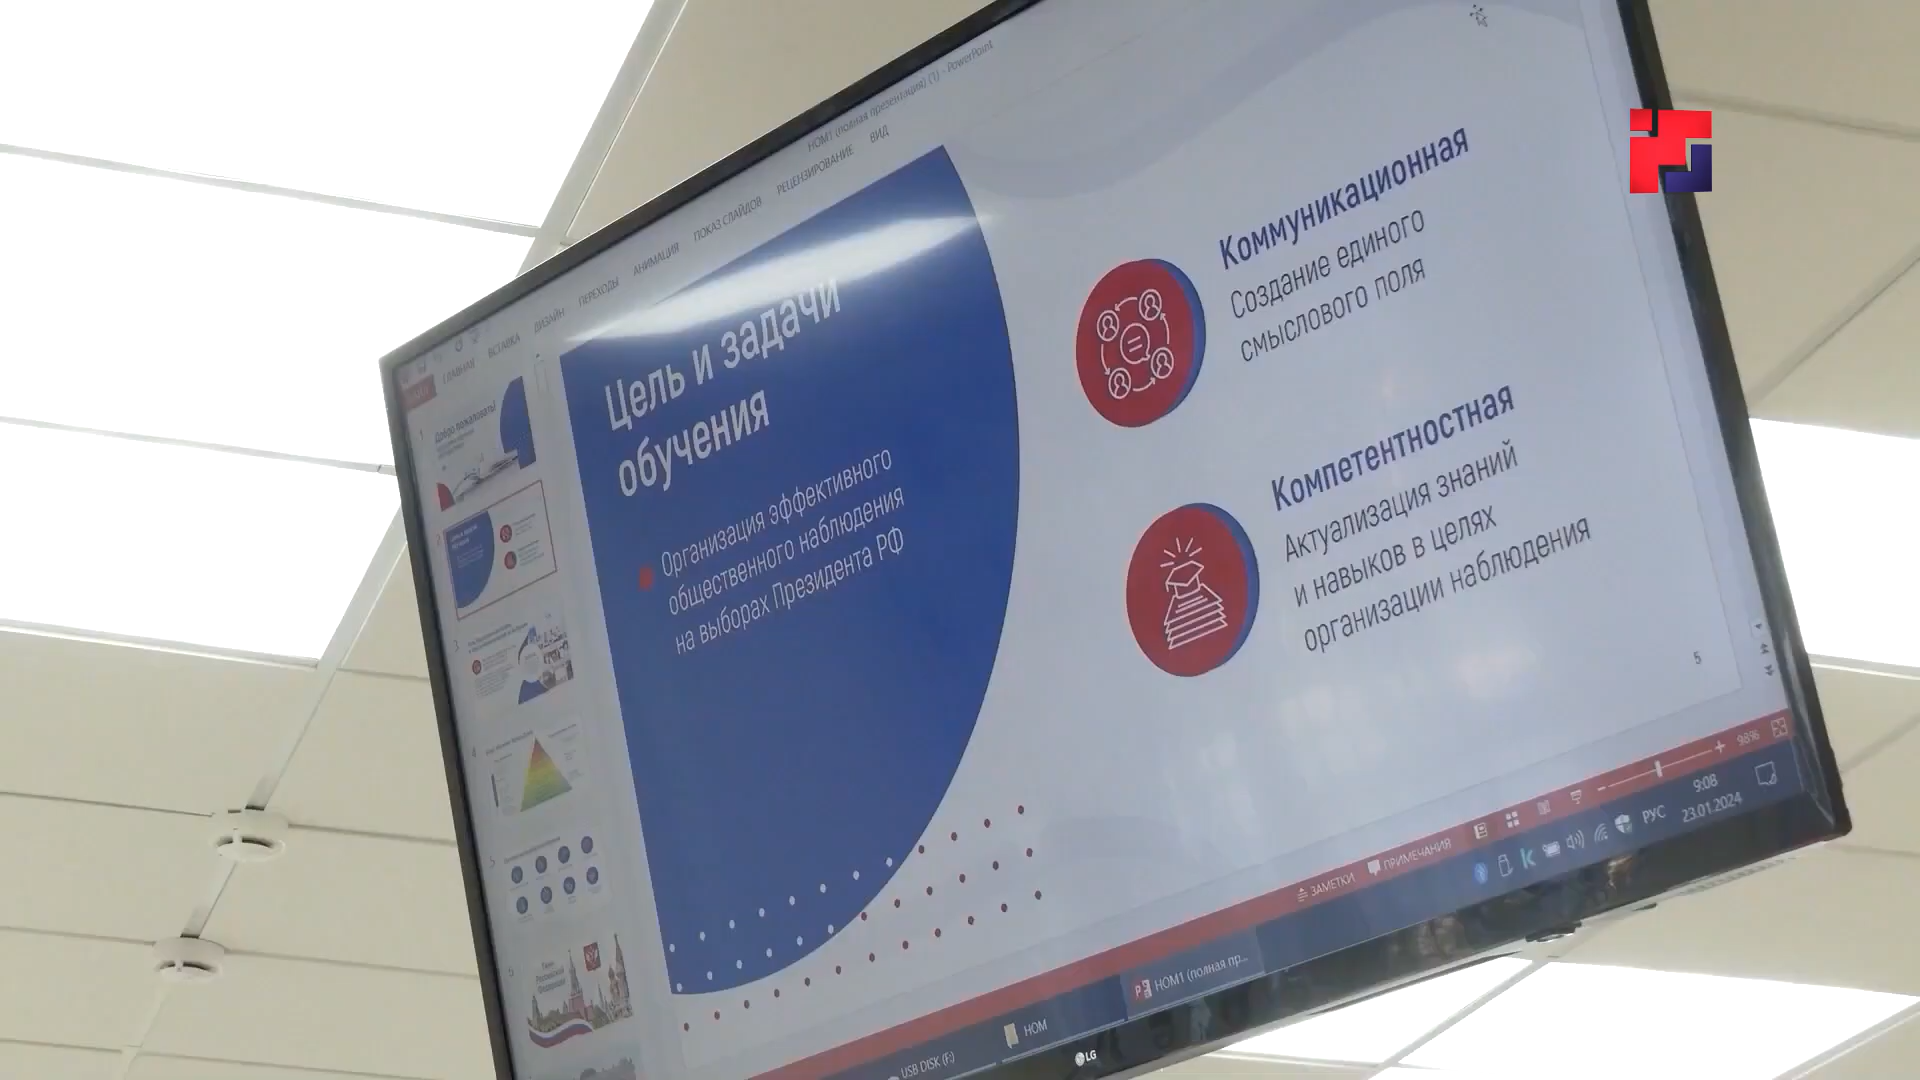 НОМ1 (полная презентация) (1) - PowerPoint
ГЛАВНАЯ ВСТАВКА ДИЗАЙН ПЕРЕХОДЫ АНИМАЦИЯ ПОКАЗ СЛАЙДОВ РЕЦЕНЗИРОВАНИЕ ВИД
Добро пожаловать!
Цель и задачи
обучения
Организация эффективного
общественного наблюдения
на выборах Президента РФ
Коммуникационная
Создание единого
смыслового поля
Компетентностная
Актуализация знаний
и навыков в целях
организации наблюдения
5
ЗАМЕТКИ ПРИМЕЧАНИЯ 98%
USB DISK (F:) НОМ НОМ1 (полная пр... РУС 9:08
23.01.2024
LG